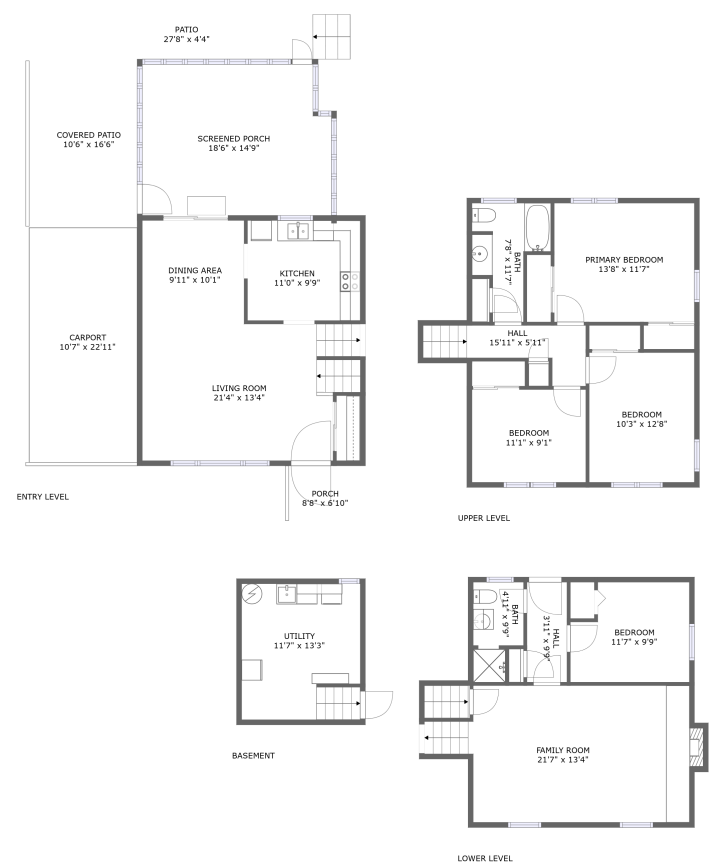 PATIO
27'8" x 4'4"
COVERED PATIO
10'6" x 16'6"
SCREENED PORCH
18'6" x 14'9"
DINING AREA
9'11" x 10'1"
KITCHEN
11'0" x 9'9"
CARPORT
10'7" x 22'11"
LIVING ROOM
21'4" x 13'4"
PORCH
8'8" x 6'10"
ENTRY LEVEL
BATH
7'8" x 11'7"
PRIMARY BEDROOM
13'8" x 11'7"
HALL
15'11" x 5'11"
BEDROOM
11'1" x 9'1"
BEDROOM
10'3" x 12'8"
UPPER LEVEL
UTILITY
11'7" x 13'3"
BASEMENT
BATH
4'11" x 9'9"
HALL
3'11" x 9'9"
BEDROOM
11'7" x 9'9"
FAMILY ROOM
21'7" x 13'4"
LOWER LEVEL